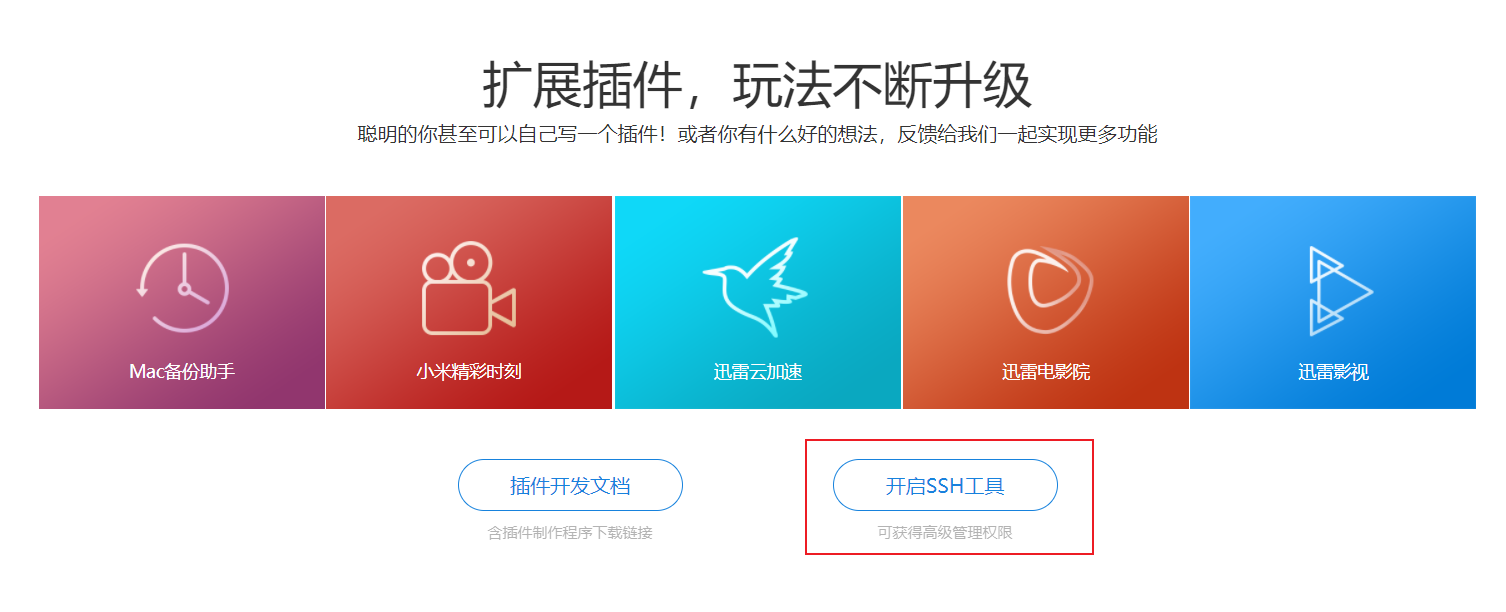 扩展插件，玩法不断升级
聪明的你甚至可以自己写一个插件！或者你有什么好的想法，反馈给我们一起实现更多功能
Mac备份助手
小米精彩时刻
迅雷云加速
迅雷电影院
迅雷影视
插件开发文档
开启SSH工具
含插件制作程序下载链接
可获得高级管理权限